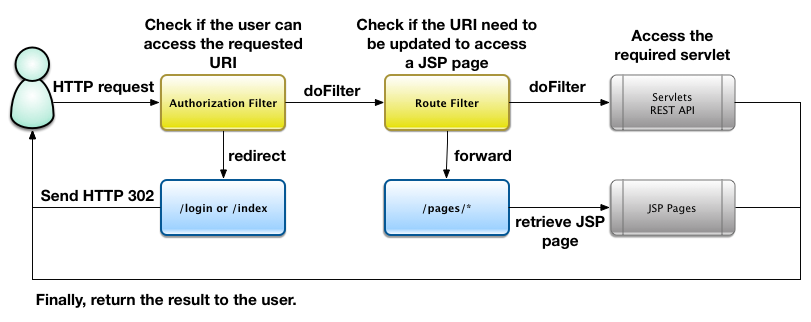 Check if the user can
access the requested
URI
Check if the URI need to
be updated to access
a JSP page
Access the
required servlet
HTTP request
Authorization Filter
doFilter
Route Filter
doFilter
Servlets
REST API
redirect
forward
Send HTTP 302
/login or /index
/pages/*
retrieve JSP
page
JSP Pages
Finally, return the result to the user.